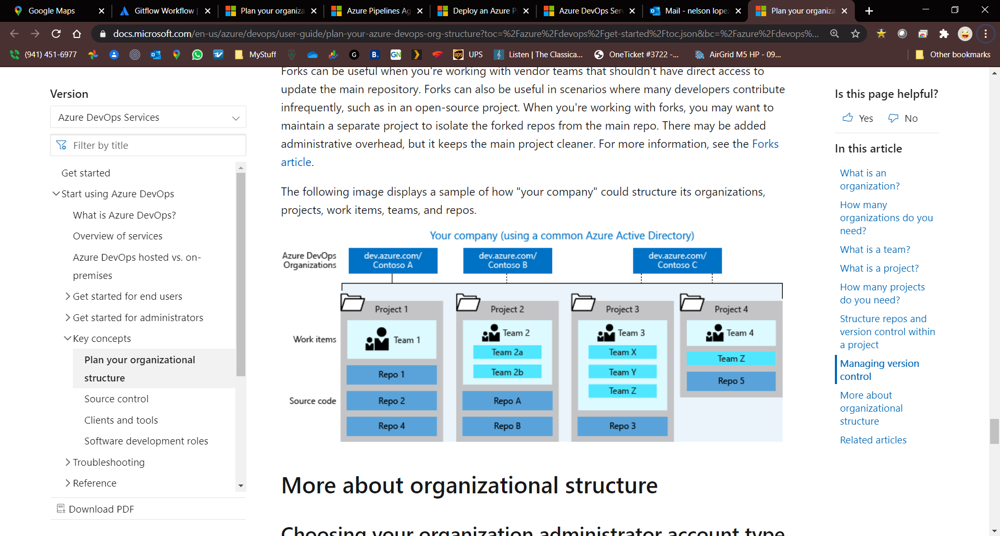 Google Maps
Gitflow Workflow |
Plan your organiza
Azure Pipelines Ag
Deploy an Azure P
Azure DevOps Serv
Mail - nelson lopez
Plan your organiza
docs.microsoft.com/en-us/azure/devops/user-guide/plan-your-azure-devops-org-structure?toc=%2Fazure%2Fdevops%2Fget-started%2Ftoc.json&bc=%2Fazure%2Fdevops%...
(941) 451-6977
MyStuff
G
B.
GN
ups
UPS
Listen | The Classica...
OneTicket #3722 -...
AirGrid M5 HP - 09...
Other bookmarks
Version
Azure DevOps Services
Filter by title
Get started
Start using Azure DevOps
What is Azure DevOps?
Overview of services
Azure DevOps hosted vs. on-
premises
Get started for end users
Get started for administrators
Key concepts
Plan your organizational
structure
Source control
Clients and tools
Software development roles
Troubleshooting
Reference
Download PDF
Forks can be useful when you're working with vendor teams that shouldn't have direct access to
update the main repository. Forks can also be useful in scenarios where many developers contribute
infrequently, such as in an open-source project. When you're working with forks, you may want to
maintain a separate project to isolate the forked repos from the main repo. There may be added
administrative overhead, but it keeps the main project cleaner. For more information, see the Forks
article.
The following image displays a sample of how "your company" could structure its organizations,
projects, work items, teams, and repos.
Your company (using a common Azure Active Directory)
Azure DevOps
Organizations
dev.azure.com/
Contoso A
dev.azure.com/
Contoso B
dev.azure.com/
Contoso C
Project 1
Project 2
Project 3
Project 4
Work items
Team 1
Team 2
Team 2a
Team 2b
Team 3
Team X
Team Y
Team Z
Team 4
Team Z
Source code
Repo 1
Repo 2
Repo 4
Repo A
Repo B
Repo 3
Repo 5
More about organizational structure
Choosing your organization administrator account type
Is this page helpful?
Yes
No
In this article
What is an
organization?
How many
organizations do you
need?
What is a team?
What is a project?
How many projects
do you need?
Structure repos and
version control within
a project
Managing version
control
More about
organizational
structure
Related articles